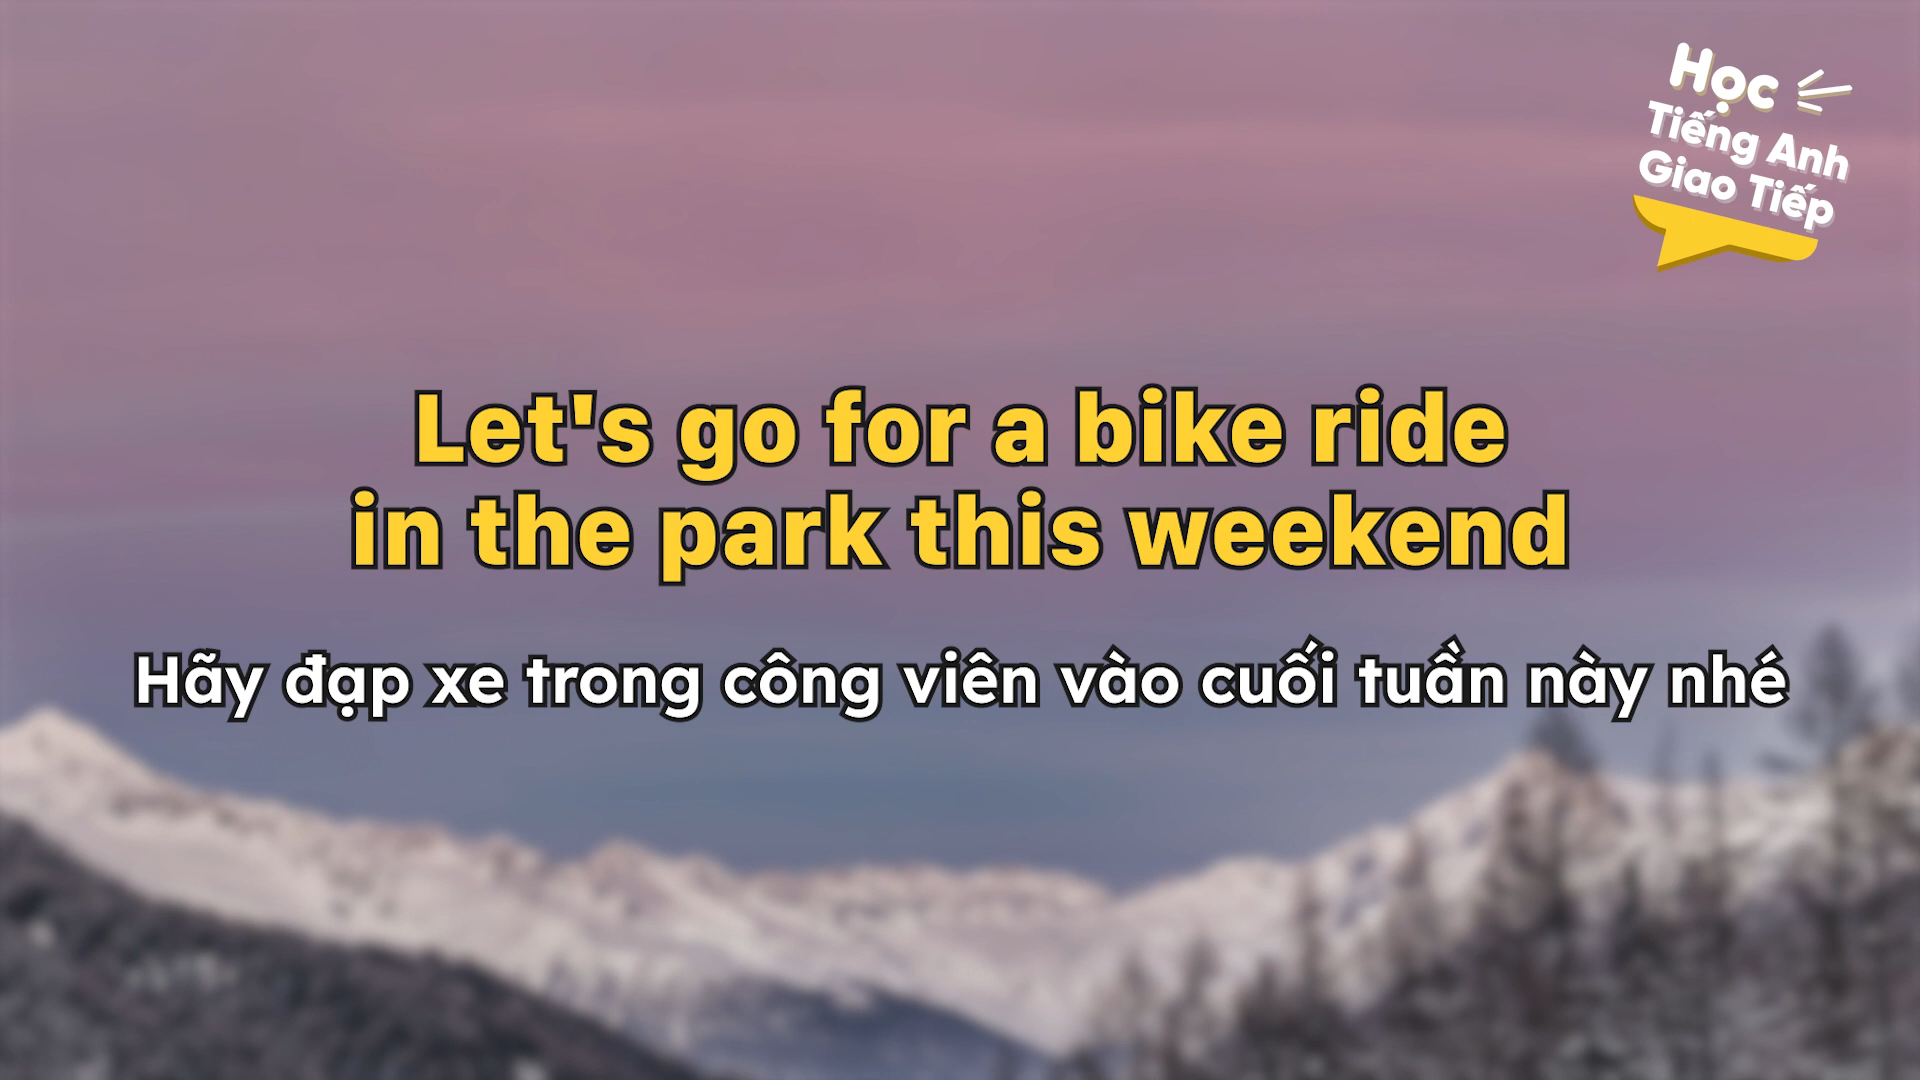 Học
Tiếng Anh
Giao Tiếp
Let's go for a bike ride
in the park this weekend
Hãy đạp xe trong công viên vào cuối tuần này nhé